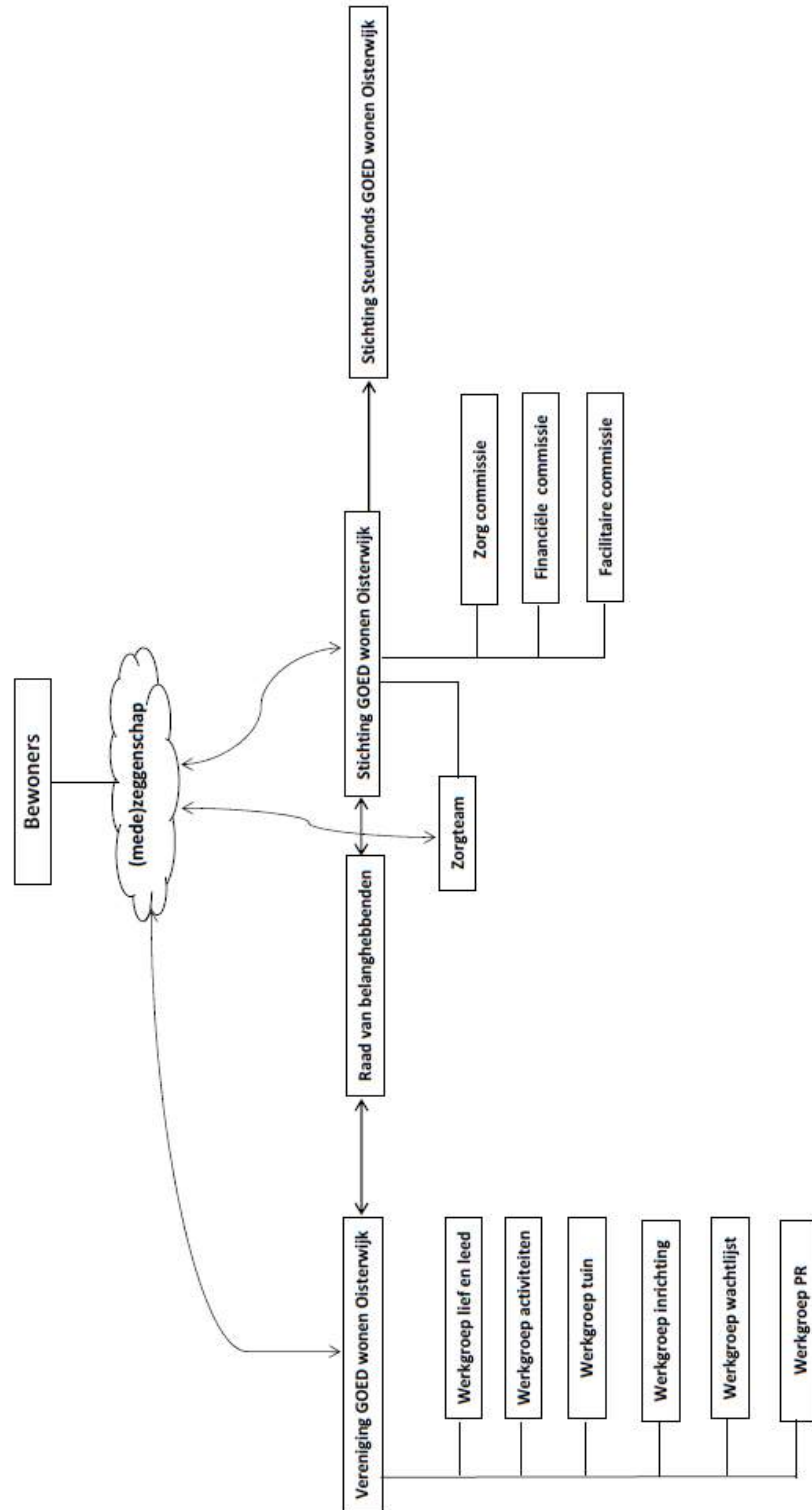 Bewoners
(mede)zeggenschap
Vereniging GOED wonen Oisterwijk
Raad van belanghebbenden
Stichting GOED wonen Oisterwijk
Stichting Steunfonds GOED wonen Oisterwijk
Werkgroep lief en leed
Werkgroep activiteiten
Werkgroep tuin
Werkgroep inrichting
Werkgroep wachtlijst
Werkgroep PR
Zorgteam
Zorg commissie
Financiële commissie
Facilitaire commissie